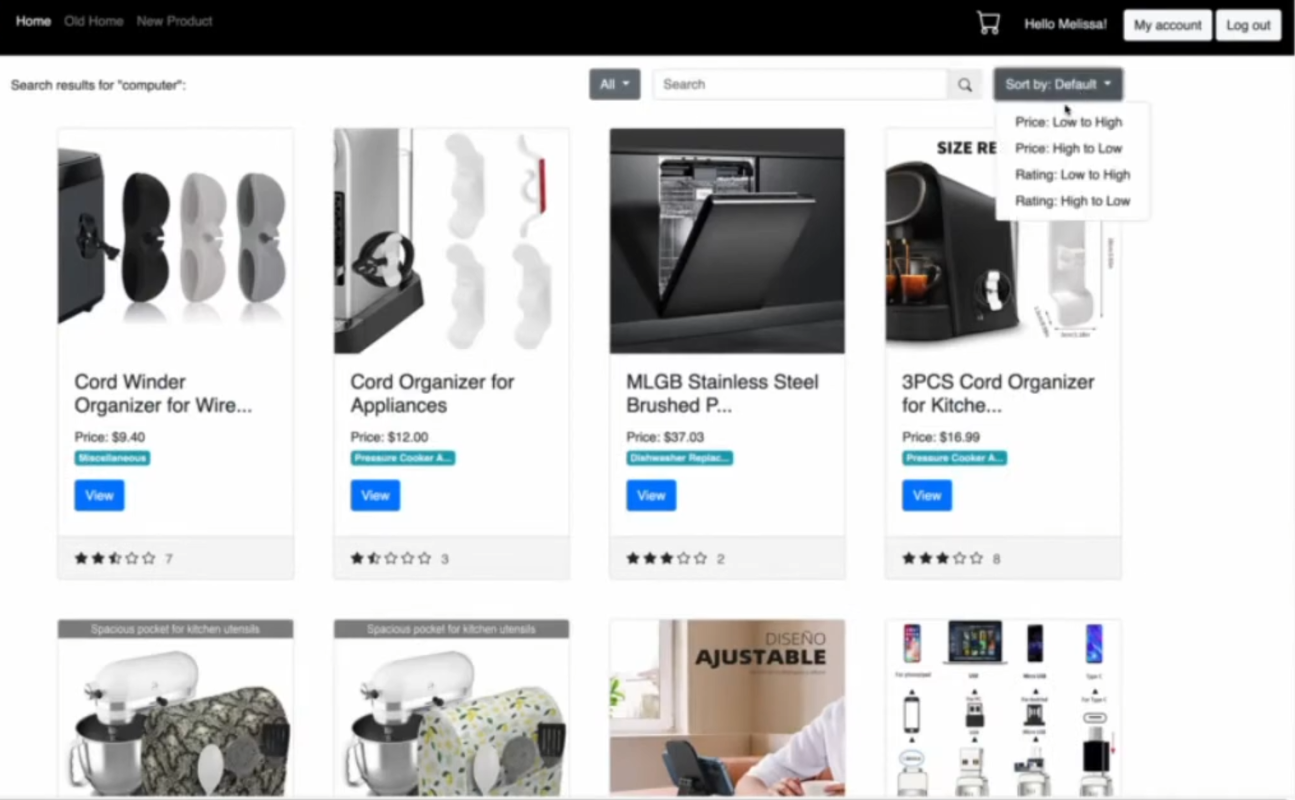 Home Old Home New Product Hello Melissa! My account Log out
Search results for "computer": All Search Sort by: Default
Price: Low to High
Price: High to Low
Rating: Low to High
Rating: High to Low
SIZE RE
Cord Winder
Organizer for Wire...
Price: $9.40
Miscellaneous
View
7
Cord Organizer for
Appliances
Price: $12.00
Pressure Cooker A...
View
3
MLGB Stainless Steel
Brushed P...
Price: $37.03
Dishwasher Replac...
View
2
3PCS Cord Organizer
for Kitche...
Price: $16.99
Pressure Cooker A...
View
8
Spacious pocket for kitchen utensils
Spacious pocket for kitchen utensils
DISEÑO
AJUSTABLE
Type C
For Type C